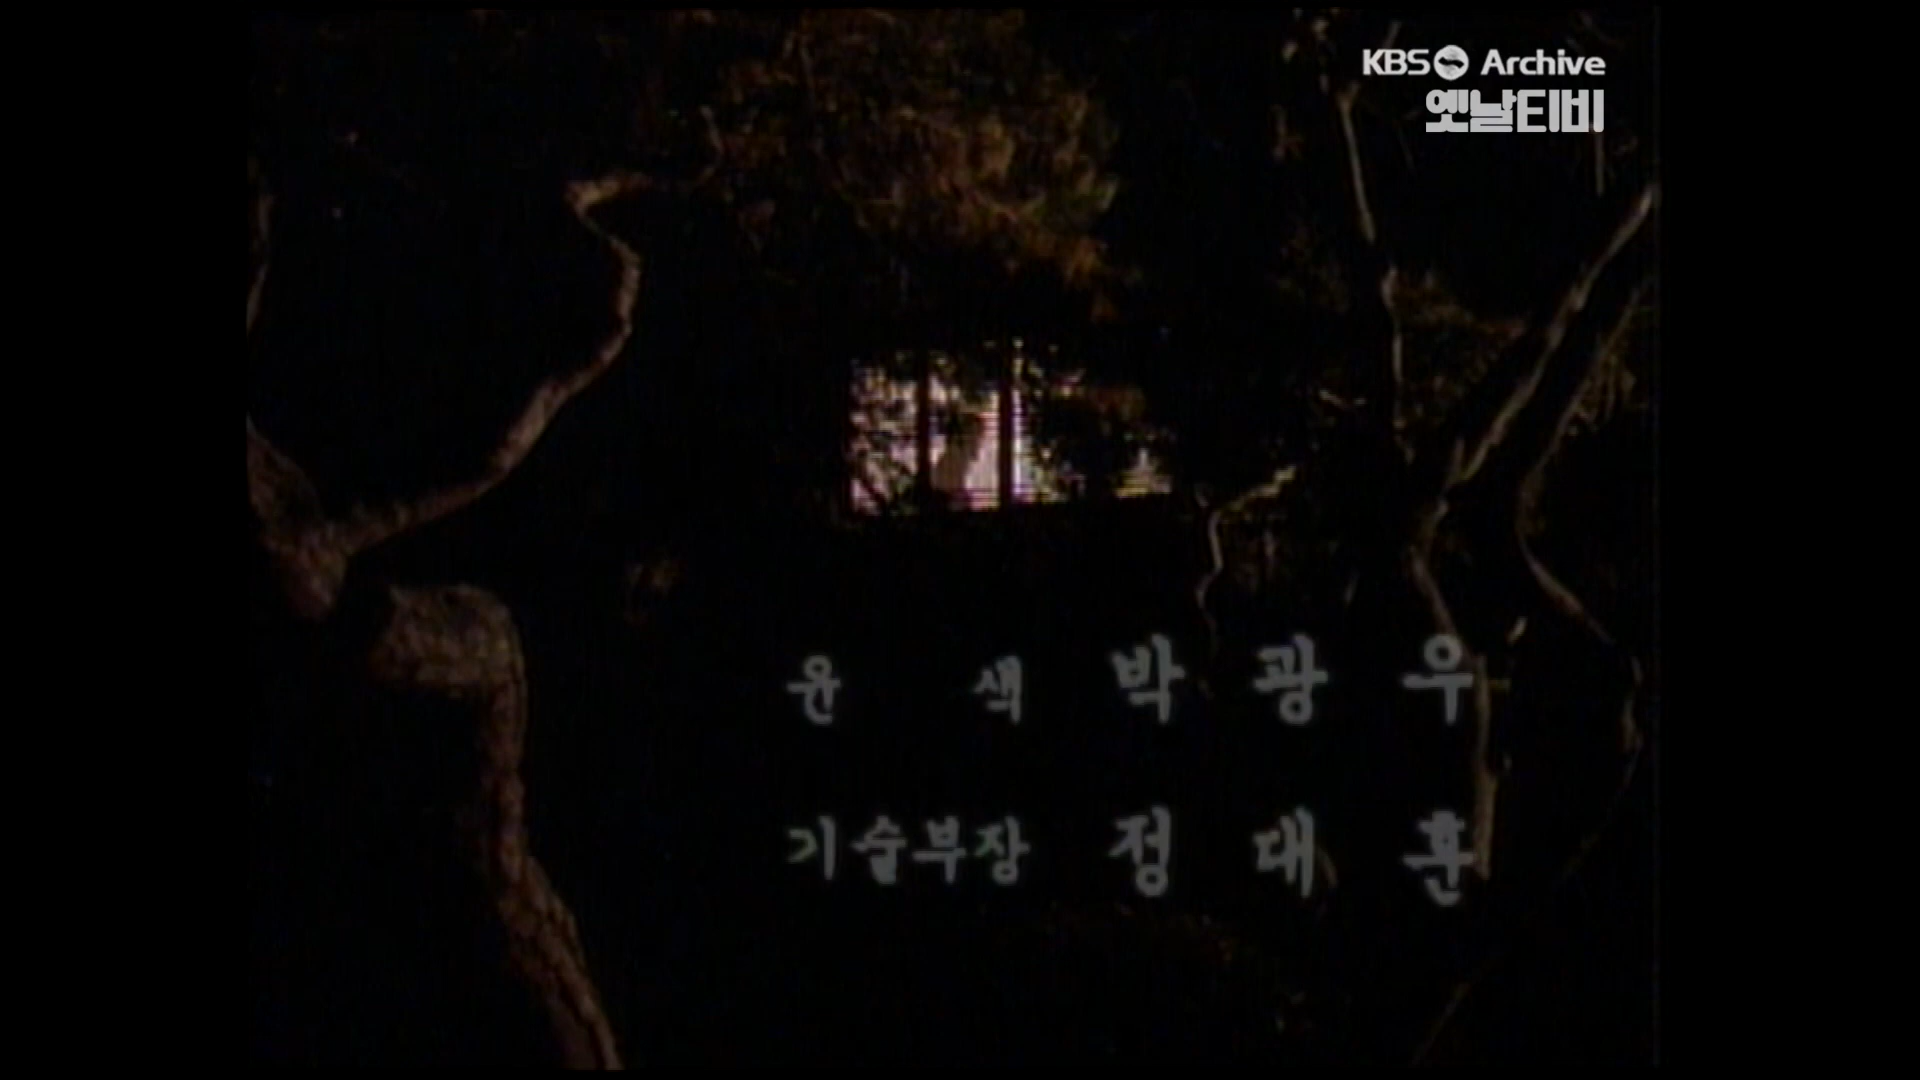 KBS Archive
옛날티비
윤 색 박 광 우
기술부장 정 대 훈